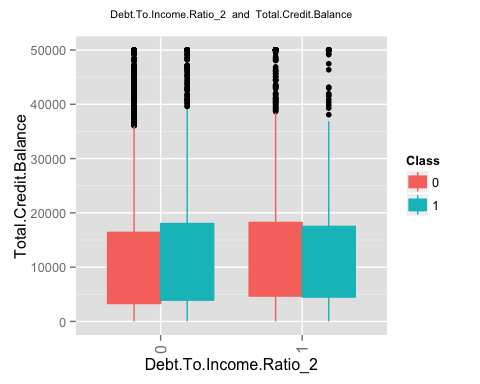 Debt.To.Income.Ratio_2 and Total.Credit.Balance
50000
40000
30000
20000
10000
0
Total.Credit.Balance
0
1
Debt.To.Income.Ratio_2
Class
0
1